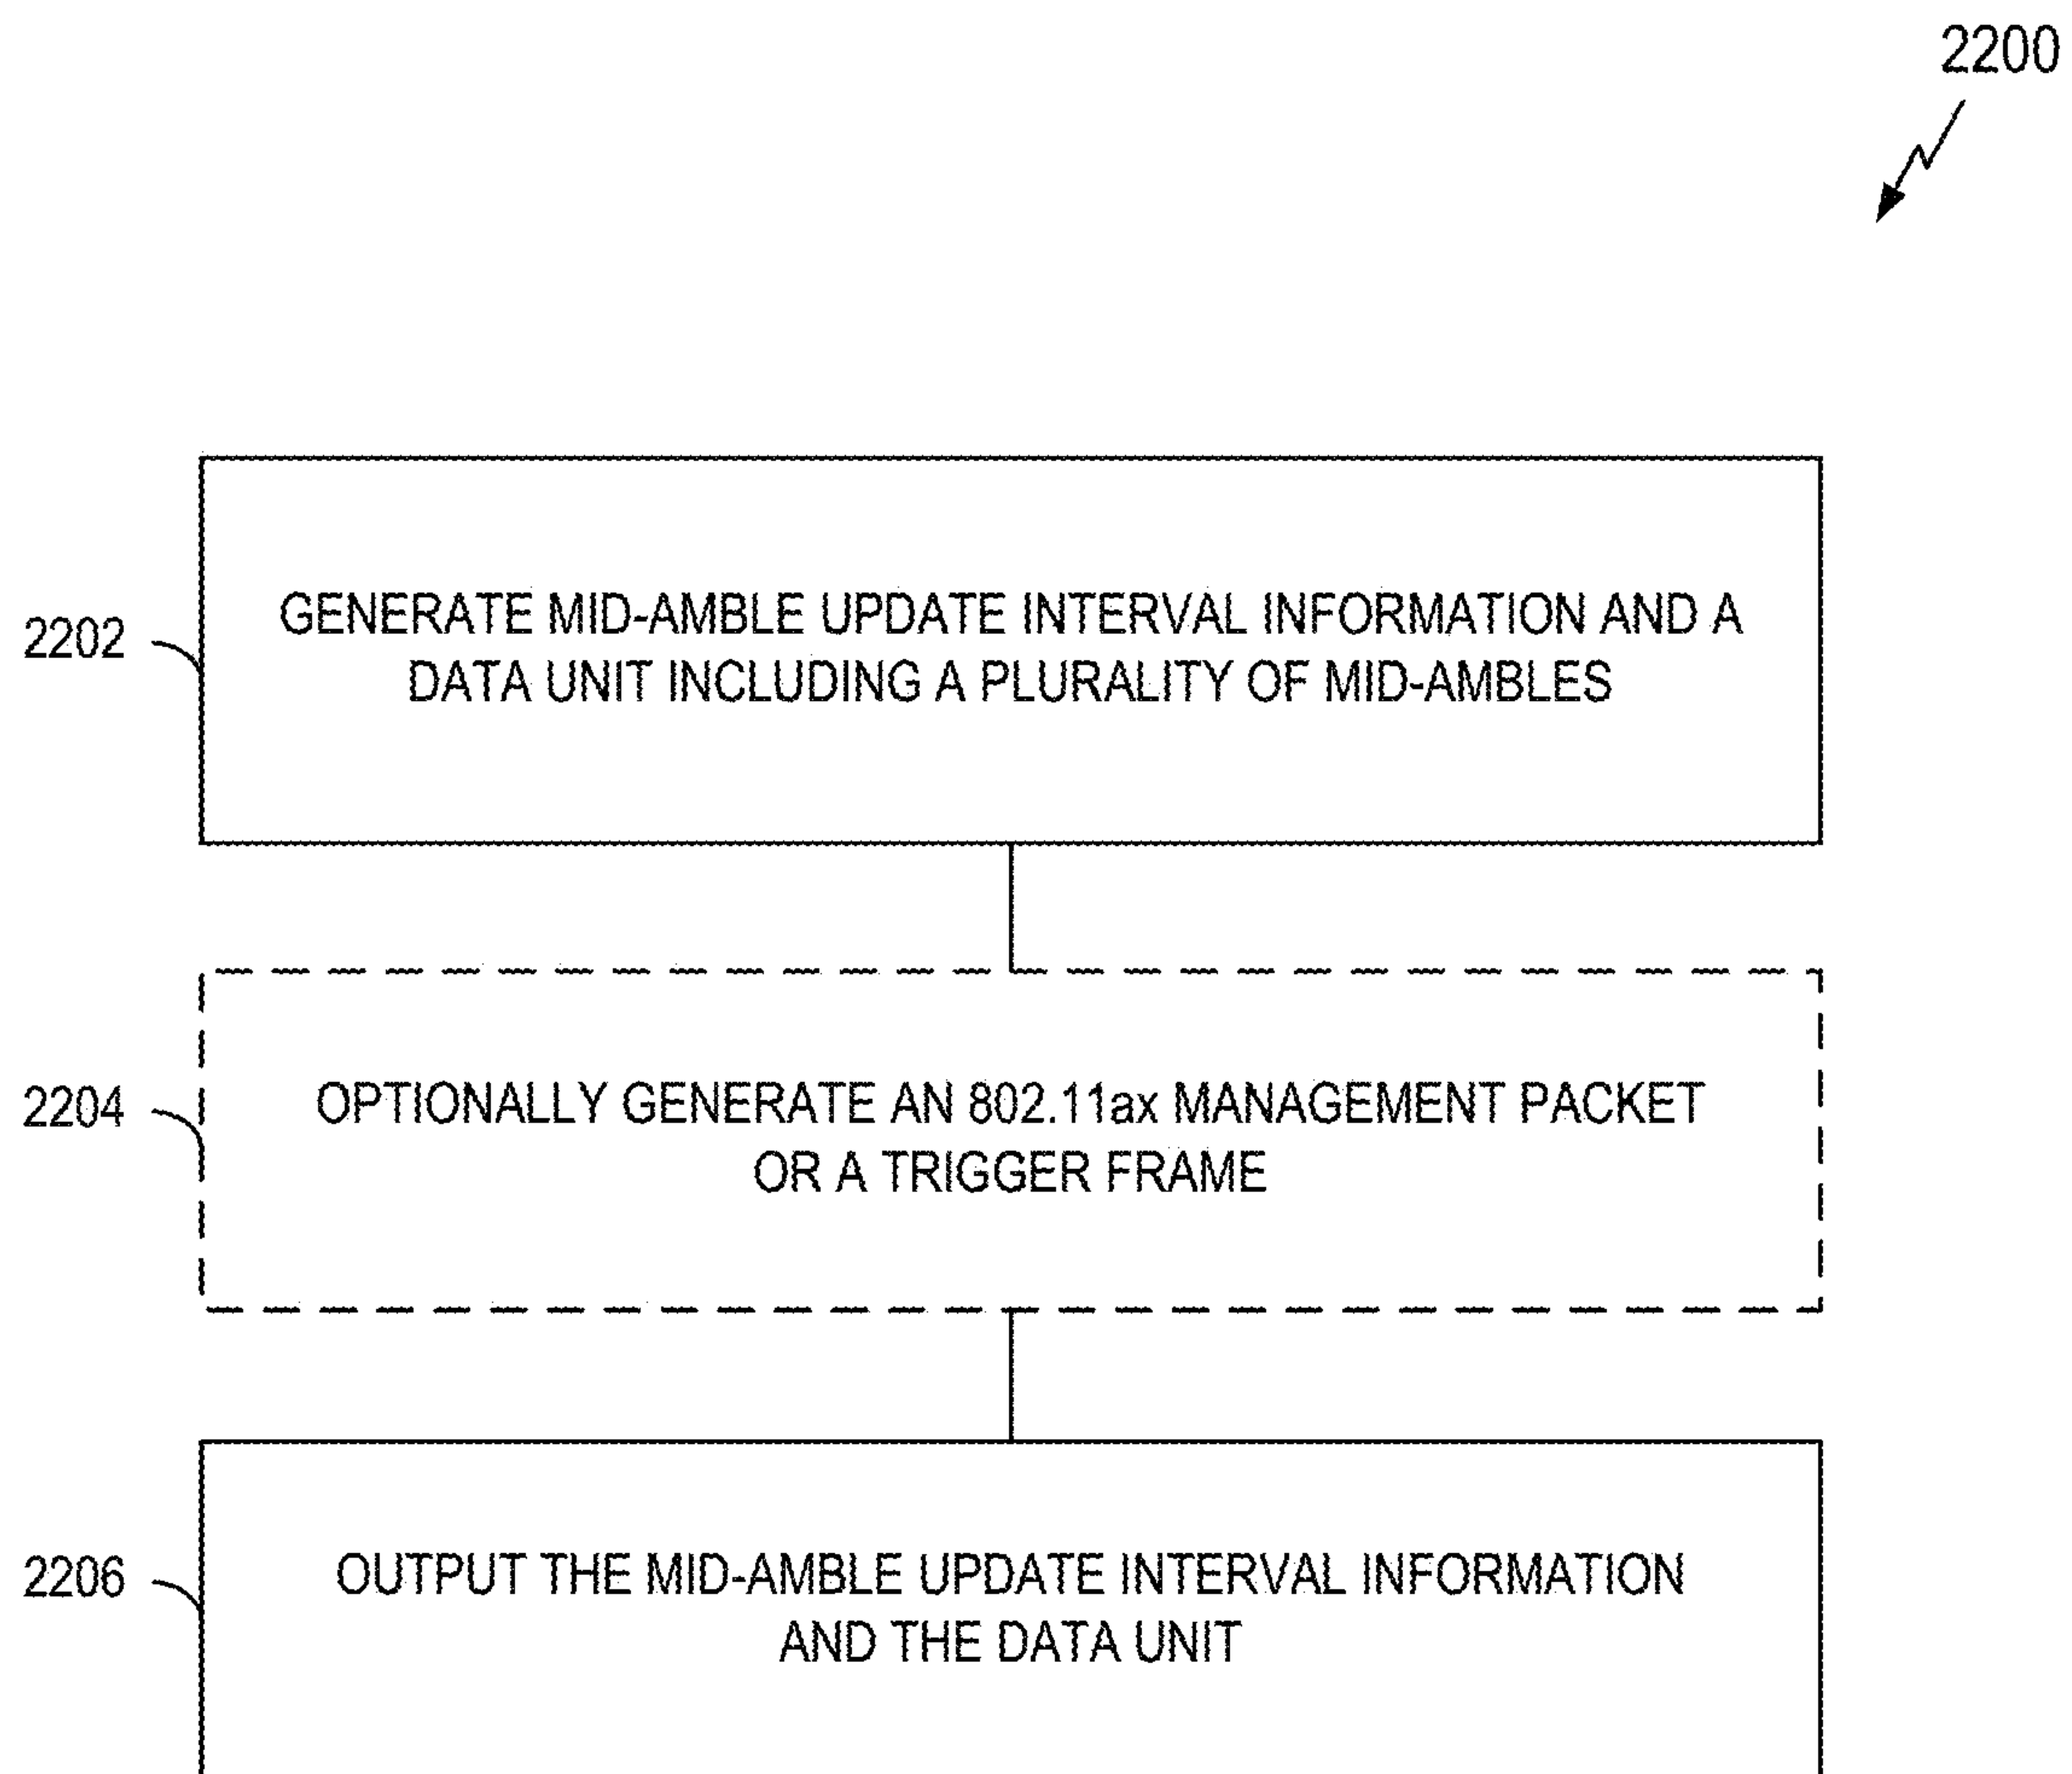 2200
2202
GENERATE MID-AMBLE UPDATE INTERVAL INFORMATION AND A
DATA UNIT INCLUDING A PLURALITY OF MID-AMBLES
2204
OPTIONALLY GENERATE AN 802.11ax MANAGEMENT PACKET
OR A TRIGGER FRAME
2206
OUTPUT THE MID-AMBLE UPDATE INTERVAL INFORMATION
AND THE DATA UNIT